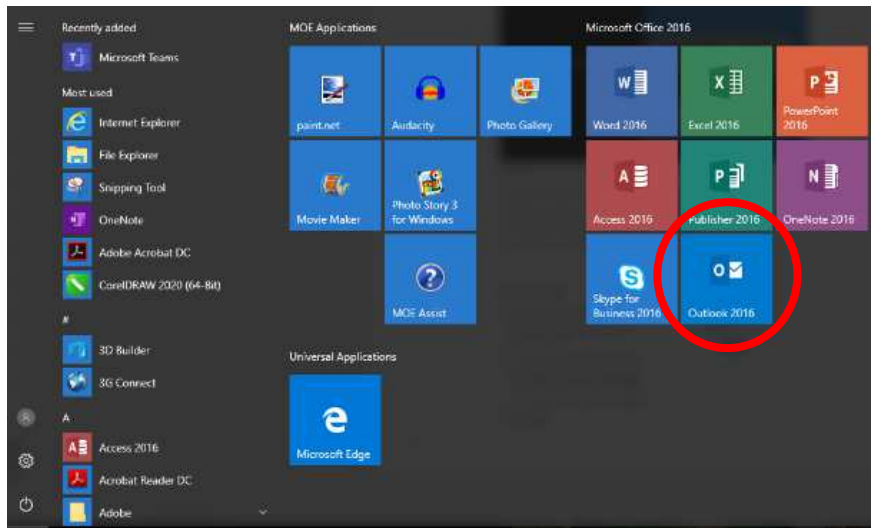 Recently added
Microsoft Teams
Most used
Internet Explorer
File Explorer
Snipping Tool
OneNote
Adobe Acrobat DC
CorelDRAW 2020 (64-Bit)
#
3D Builder
3G Connect
A
Access 2016
Acrobat Reader DC
Adobe
MOE Applications
paint.net
Audacity
Photo Gallery
Movie Maker
Photo Story 3
for Windows
MOE Assist
Universal Applications
Microsoft Edge
Microsoft Office 2016
Word 2016
Excel 2016
PowerPoint
2016
Access 2016
Publisher 2016
OneNote 2016
Skype for
Business 2016
Outlook 2016